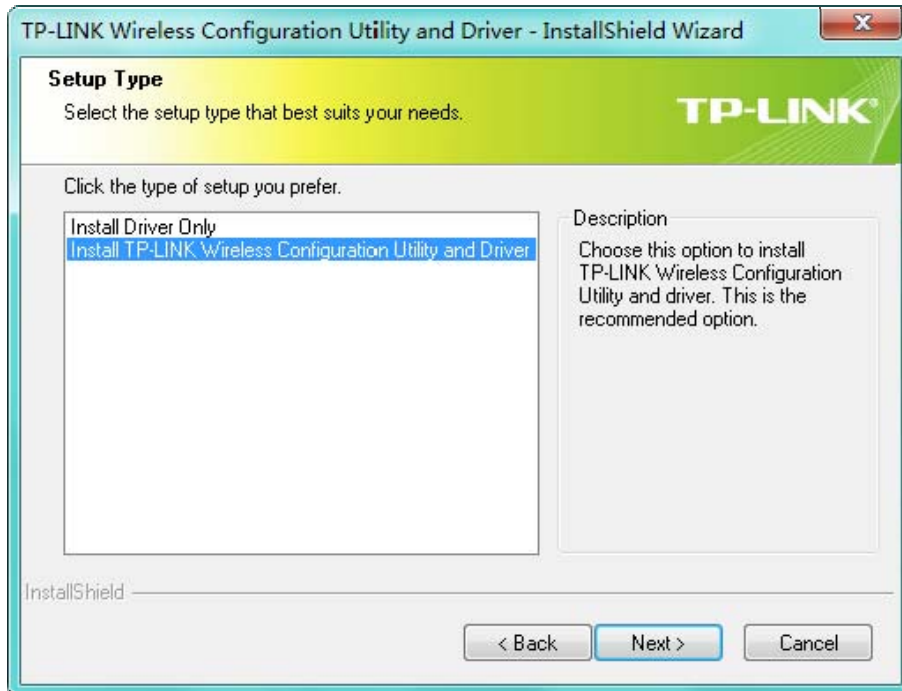 TP-LINK Wireless Configuration Utility and Driver - InstallShield Wizard
Setup Type
Select the setup type that best suits your needs.
TP-LINK®
Click the type of setup you prefer.
Install Driver Only
Install TP-LINK Wireless Configuration Utility and Driver
Description
Choose this option to install
TP-LINK Wireless Configuration
Utility and driver. This is the
recommended option.
InstallShield
< Back
Next >
Cancel